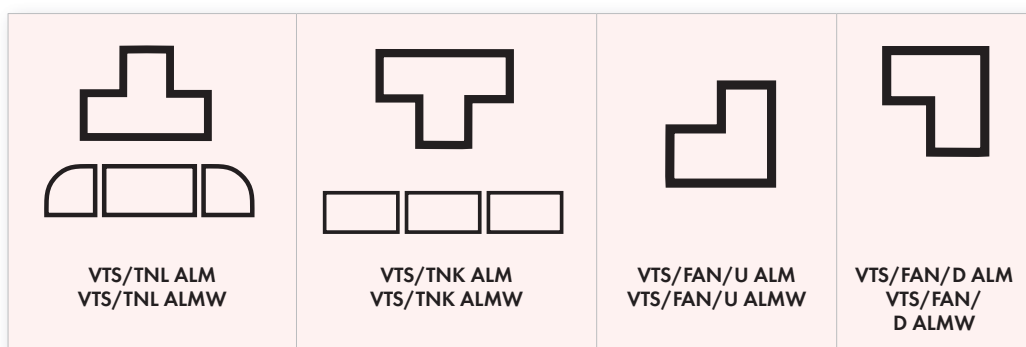 VTS/TNL ALM
VTS/TNL ALMW
VTS/TNK ALM
VTS/TNK ALMW
VTS/FAN/U ALM
VTS/FAN/U ALMW
VTS/FAN/D ALM
VTS/FAN/
D ALMW